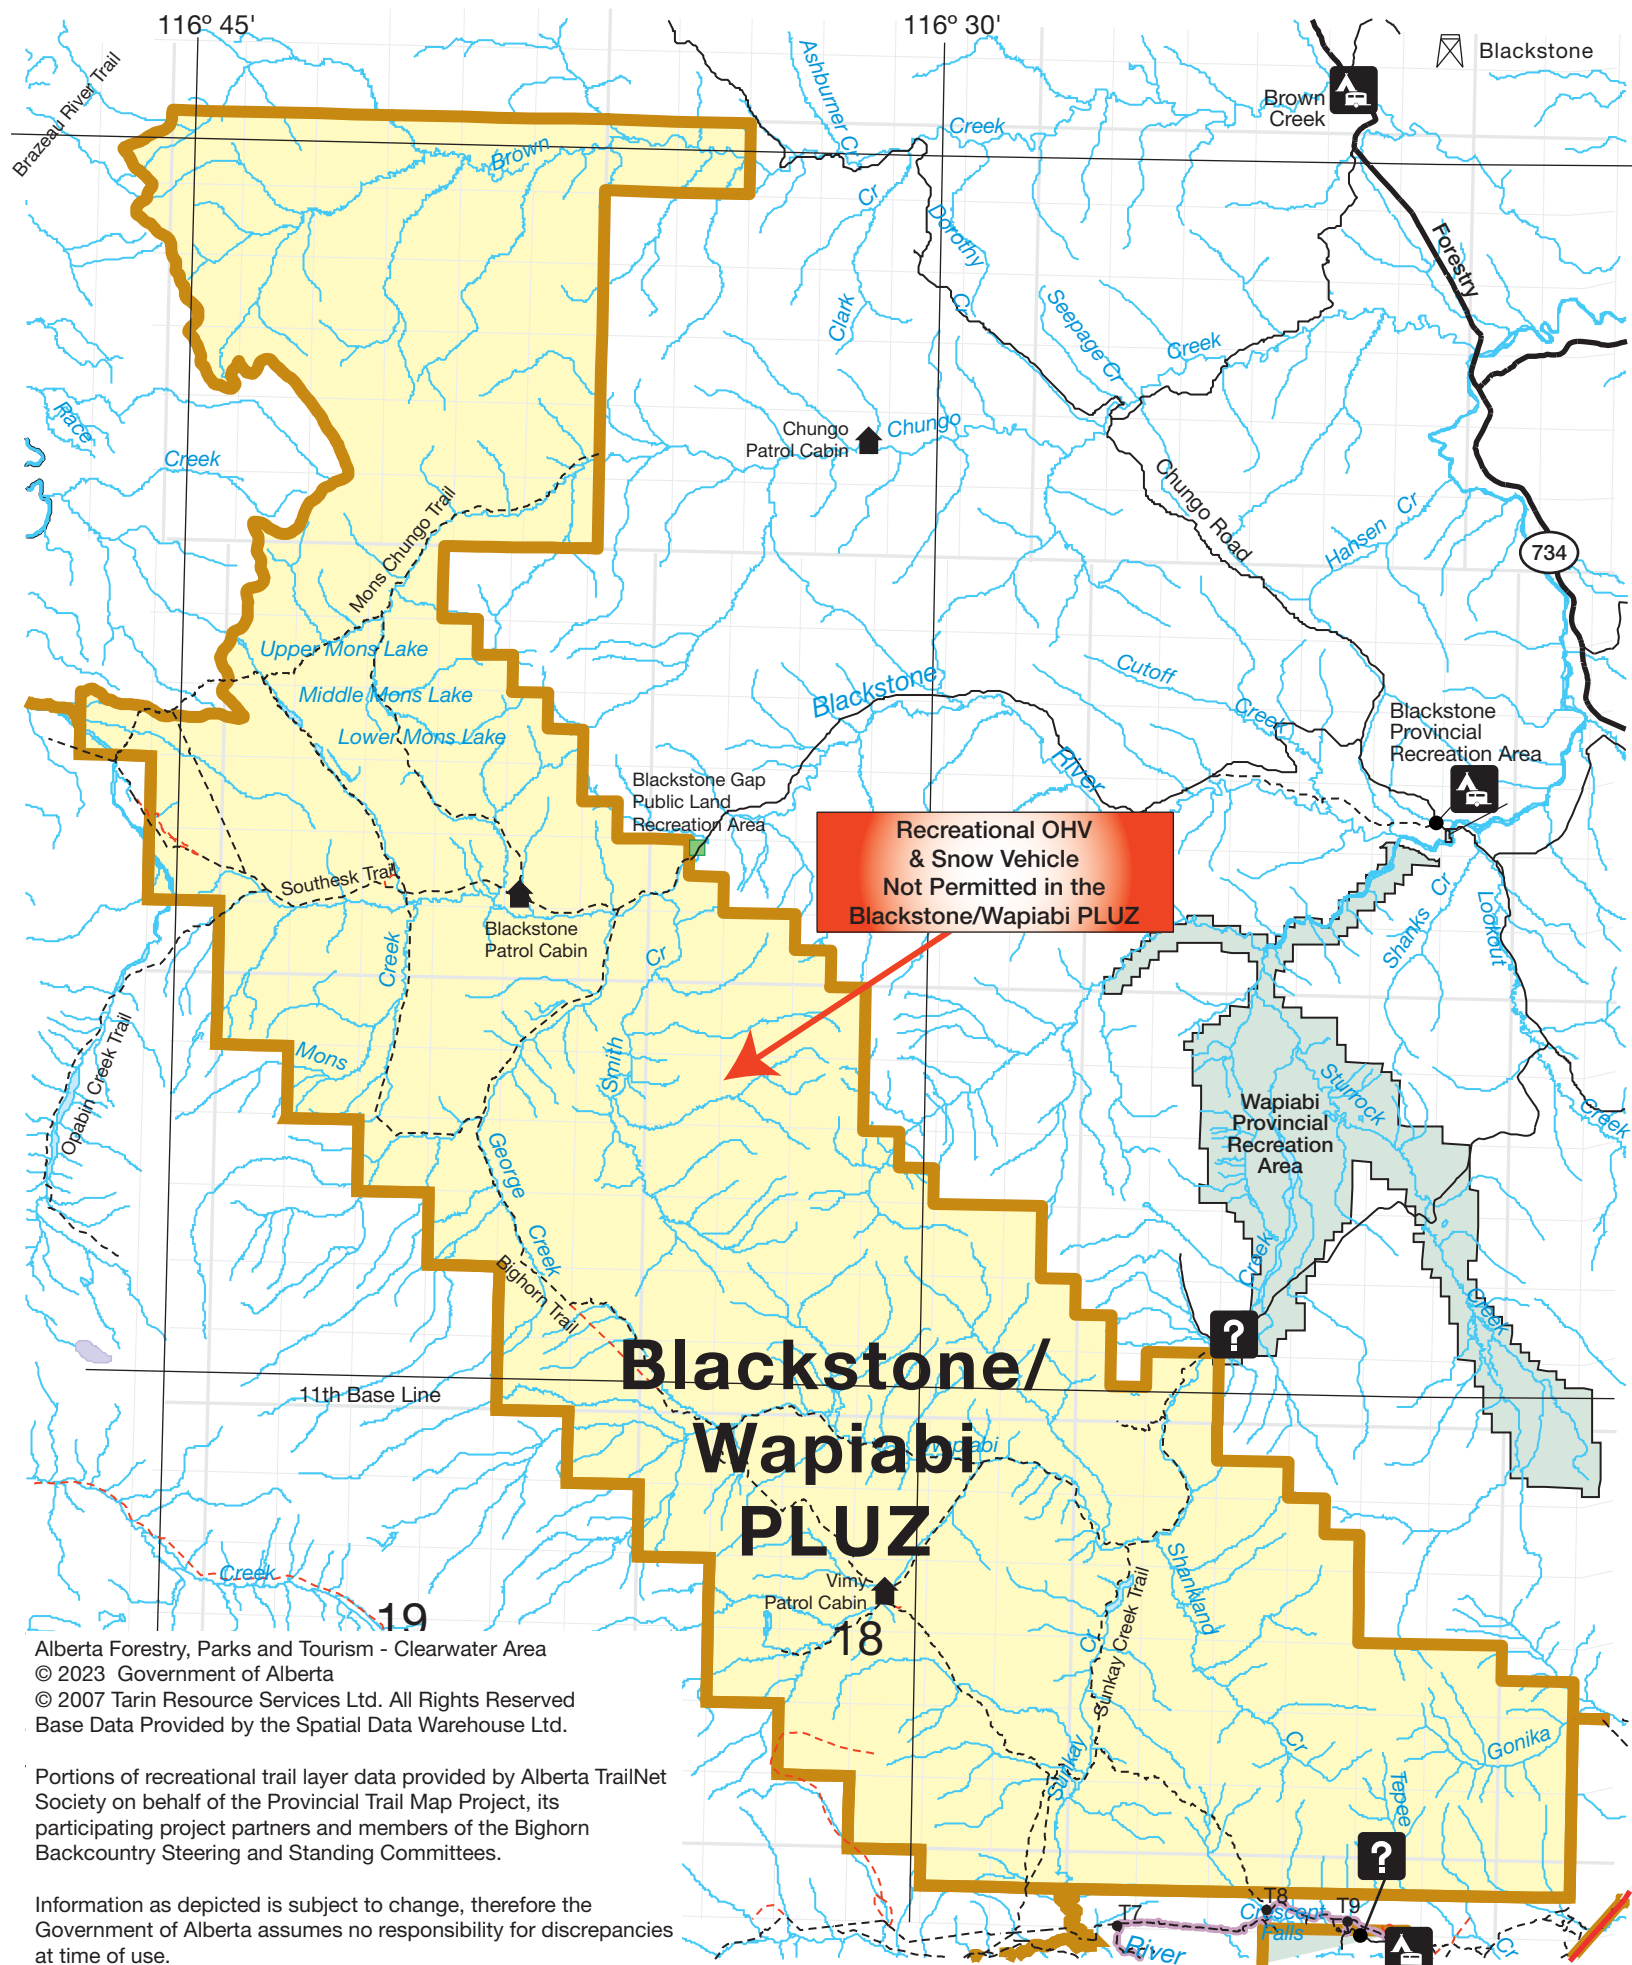 116° 45'
116° 30'
Blackstone
Brazeau River Trail
Ashburner Cr
Brown
Creek
Creek
Brown
Cr
Dorothy
Cr
Clark
Forestry
Seepage Cr
Creek
Race
Creek
Chungo
Patrol Cabin
Chungo
Mons Chungo Trail
Chungo Road
Hansen Cr
734
Upper Mons Lake
Middle Mons Lake
Lower Mons Lake
Blackstone
River
Cutoff
Creek
Blackstone
Provincial
Recreation Area
Blackstone Gap
Public Land
Recreation Area
Recreational OHV
& Snow Vehicle
Not Permitted in the
Blackstone/Wapiabi PLUZ
Southesk Trail
Blackstone
Patrol Cabin
Creek
Mons
Cr
Smith
Shanks Cr
Lookout
Creek
Opabin Creek Trail
Sturrock
Creek
Wapiabi
Provincial
Recreation
Area
Creek
George
Creek
Bighorn Trail
?
11th Base Line
Blackstone/
Wapiabi
PLUZ
Wapiabi
Creek
19
Vimy
Patrol Cabin
18
Shankland
Cr
Sunkay Creek Trail
Cr
Sunkay
Gonika
Tepee
?
T7
T8
T9
Crescent
Falls
River
Cr
Alberta Forestry, Parks and Tourism - Clearwater Area
© 2023 Government of Alberta
© 2007 Tarin Resource Services Ltd. All Rights Reserved
Base Data Provided by the Spatial Data Warehouse Ltd.
Portions of recreational trail layer data provided by Alberta TrailNet
Society on behalf of the Provincial Trail Map Project, its
participating project partners and members of the Bighorn
Backcountry Steering and Standing Committees.
Information as depicted is subject to change, therefore the
Government of Alberta assumes no responsibility for discrepancies
at time of use.